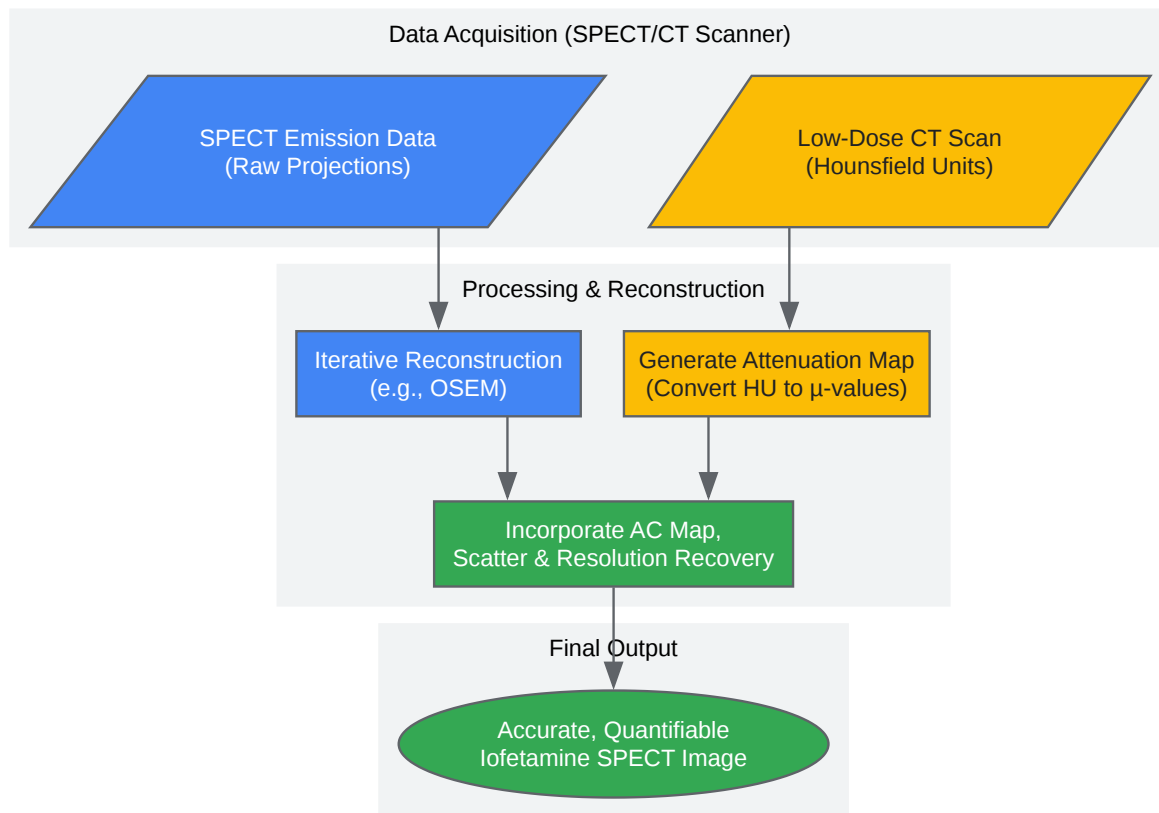 Data Acquisition (SPECT/CT Scanner)
SPECT Emission Data
(Raw Projections)
Low-Dose CT Scan
(Hounsfield Units)
Processing & Reconstruction
Iterative Reconstruction
(e.g., OSEM)
Generate Attenuation Map
(Convert HU to µ-values)
Incorporate AC Map,
Scatter & Resolution Recovery
Final Output
Accurate, Quantifiable
Iofetamine SPECT Image